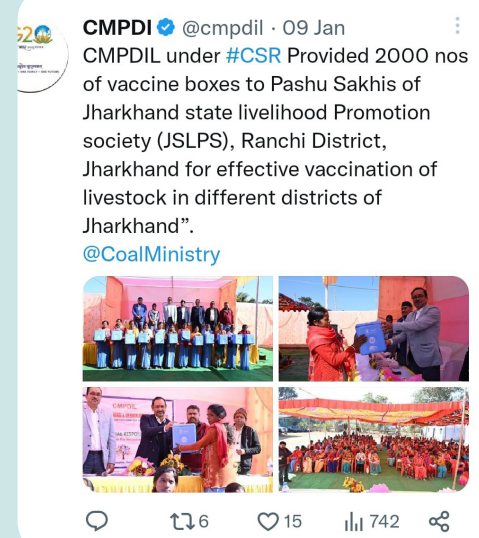 G20
CMPDI @cmpdil · 09 Jan
CMPDIL under #CSR Provided 2000 nos
of vaccine boxes to Pashu Sakhis of
Jharkhand state livelihood Promotion
society (JSLPS), Ranchi District,
Jharkhand for effective vaccination of
livestock in different districts of
Jharkhand”.
@CoalMinistry
CMPDIL
6 15 742